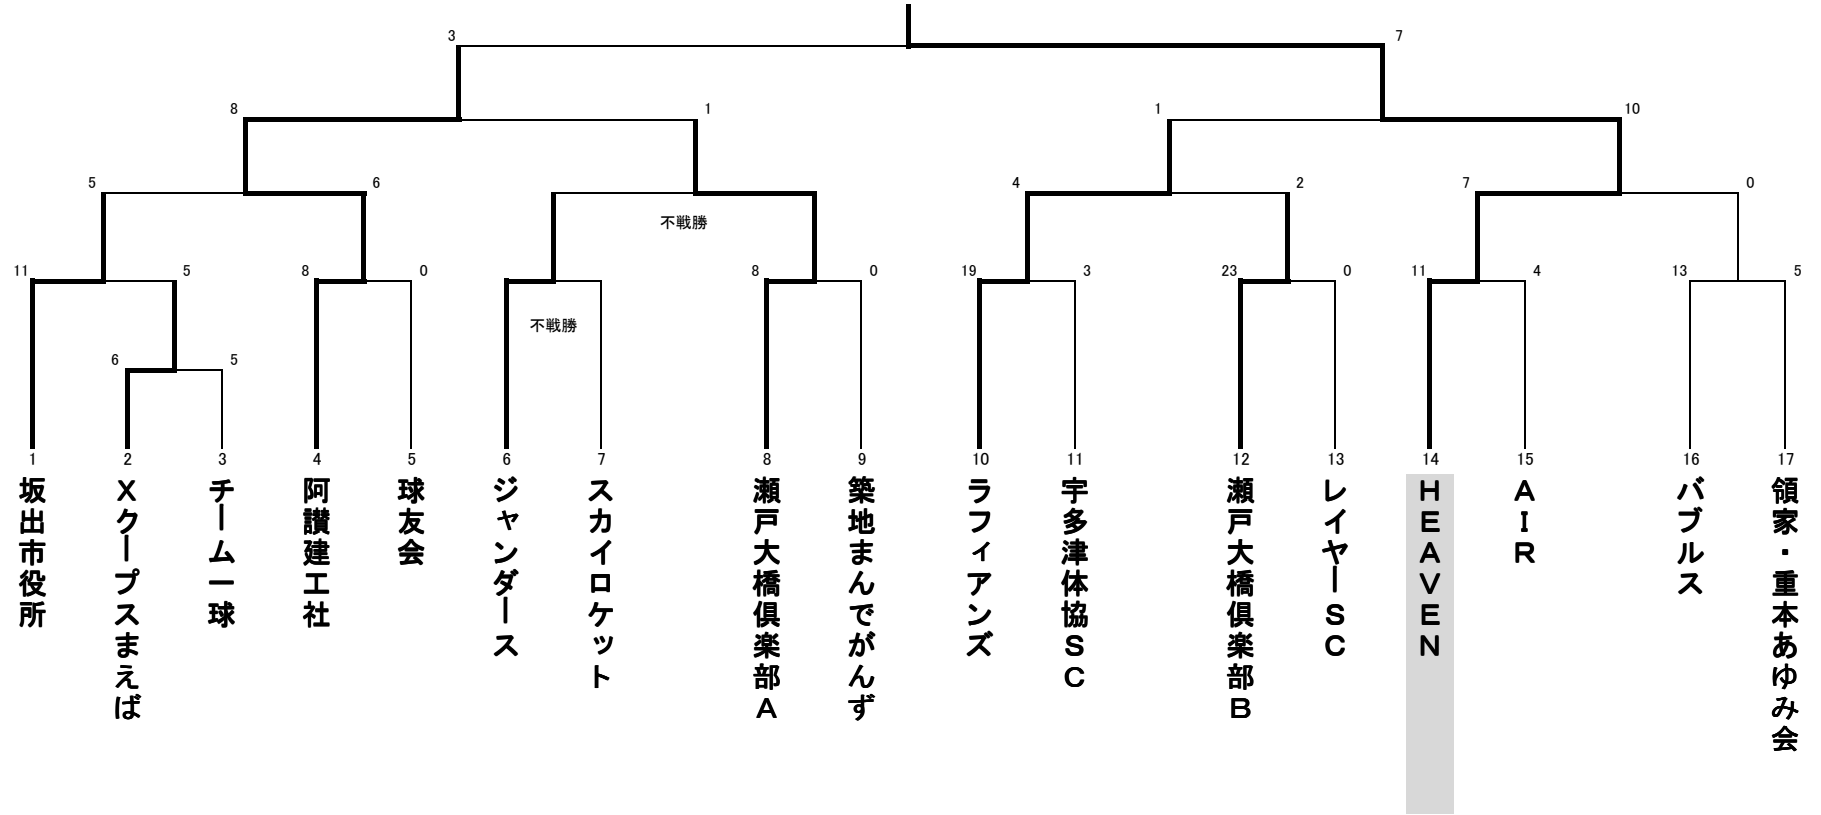 3 7
8 1 1 10
5 6 4 2 7 0
不戦勝
11 5 8 0 8 0 19 3 23 0 11 4 13 5
不戦勝
6 5
1 2 3 4 5 6 7 8 9 10 11 12 13 14 15 16 17
坂出市役所
Xクープスまえば
チーム一球
阿讃建工社
球友会
ジャンダース
スカイロケット
瀬戸大橋倶楽部A
築地まんでがんず
ラフィアンズ
宇多津体協SC
瀬戸大橋倶楽部B
レイヤーSC
HEAVEN
AIR
バブルス
領家・重本あゆみ会